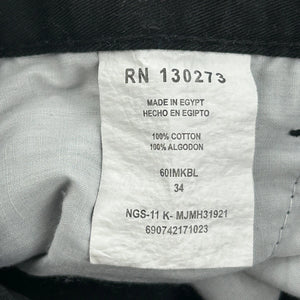 RN 130273
MADE IN EGYPT
HECHO EN EGIPTO
100% COTTON
100% ALGODON
60IMKBL
34
NGS-11 K- MJMH31921
690742171023